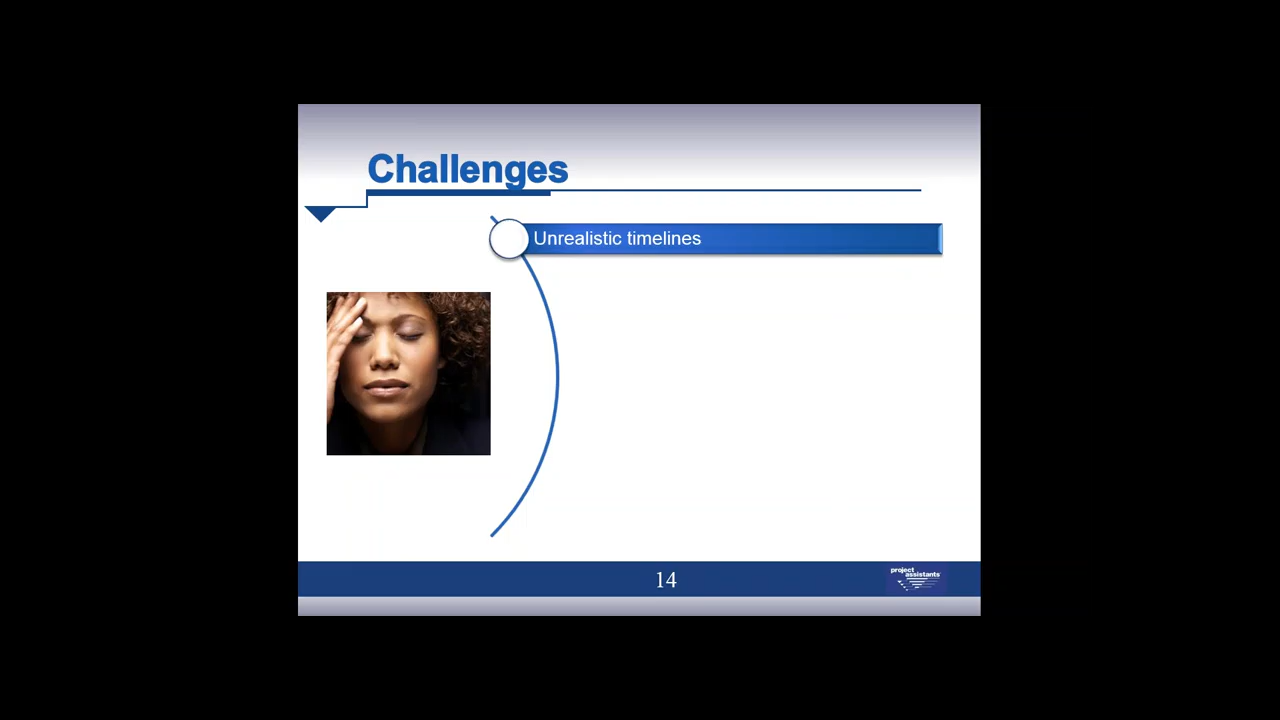 Challenges
Unrealistic timelines
14
project
assistants